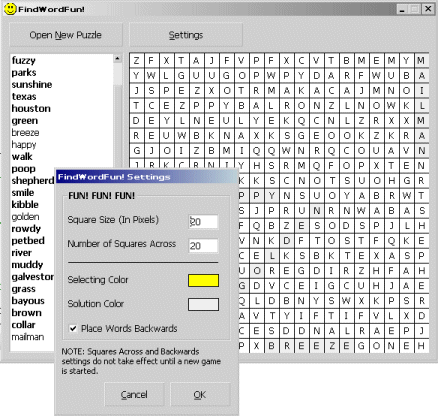 FindWordFun!
Open New Puzzle
Settings
fuzzy
parks
sunshine
texas
houston
green
breeze
happy
walk
poop
shepherd
smile
kibble
golden
rowdy
petbed
river
muddy
galvesto
grass
bayous
brown
collar
mailman
Z F X T A J F V P F X C V T B M E M Y M
Y W L G U U G O P W P Y D A R F W U B A
J S P E Z X O T R M A K A C A J M N O I
T C E Z P P Y B A L R O N Z L N O W K L
D E Y L N E U L Y E K Q C N L Z R X X M
R E U W B K N A X K S G E O O K Z K R A
G J O I Z B M I Q Q W N R Q C O U A V N
J R K C R N I Y H S R M Q F O P X T E N
K K S C N O T S U O H G R
P P Y N S U O Y A B R W T
S J P R U N R N W A B A S
F Q B Z E S O D S P J L H
V N K D F T O S T F Q K E
E L K S B K T E X A S P
U O R E G D I R Z H F A H
G D V C E I G C U H J A E
Q L D B N Y S W X K P S R
A V T Y I F T I F V L X D
C E S D D N A L R A E P J
P X B R E E Z E G O N E H
FindWordFun! Settings
FUN! FUN! FUN!
Square Size (In Pixels) 20
Number of Squares Across 20
Selecting Color
Solution Color
Place Words Backwards
NOTE: Squares Across and Backwards
settings do not take effect until a new game
is started.
Cancel
OK